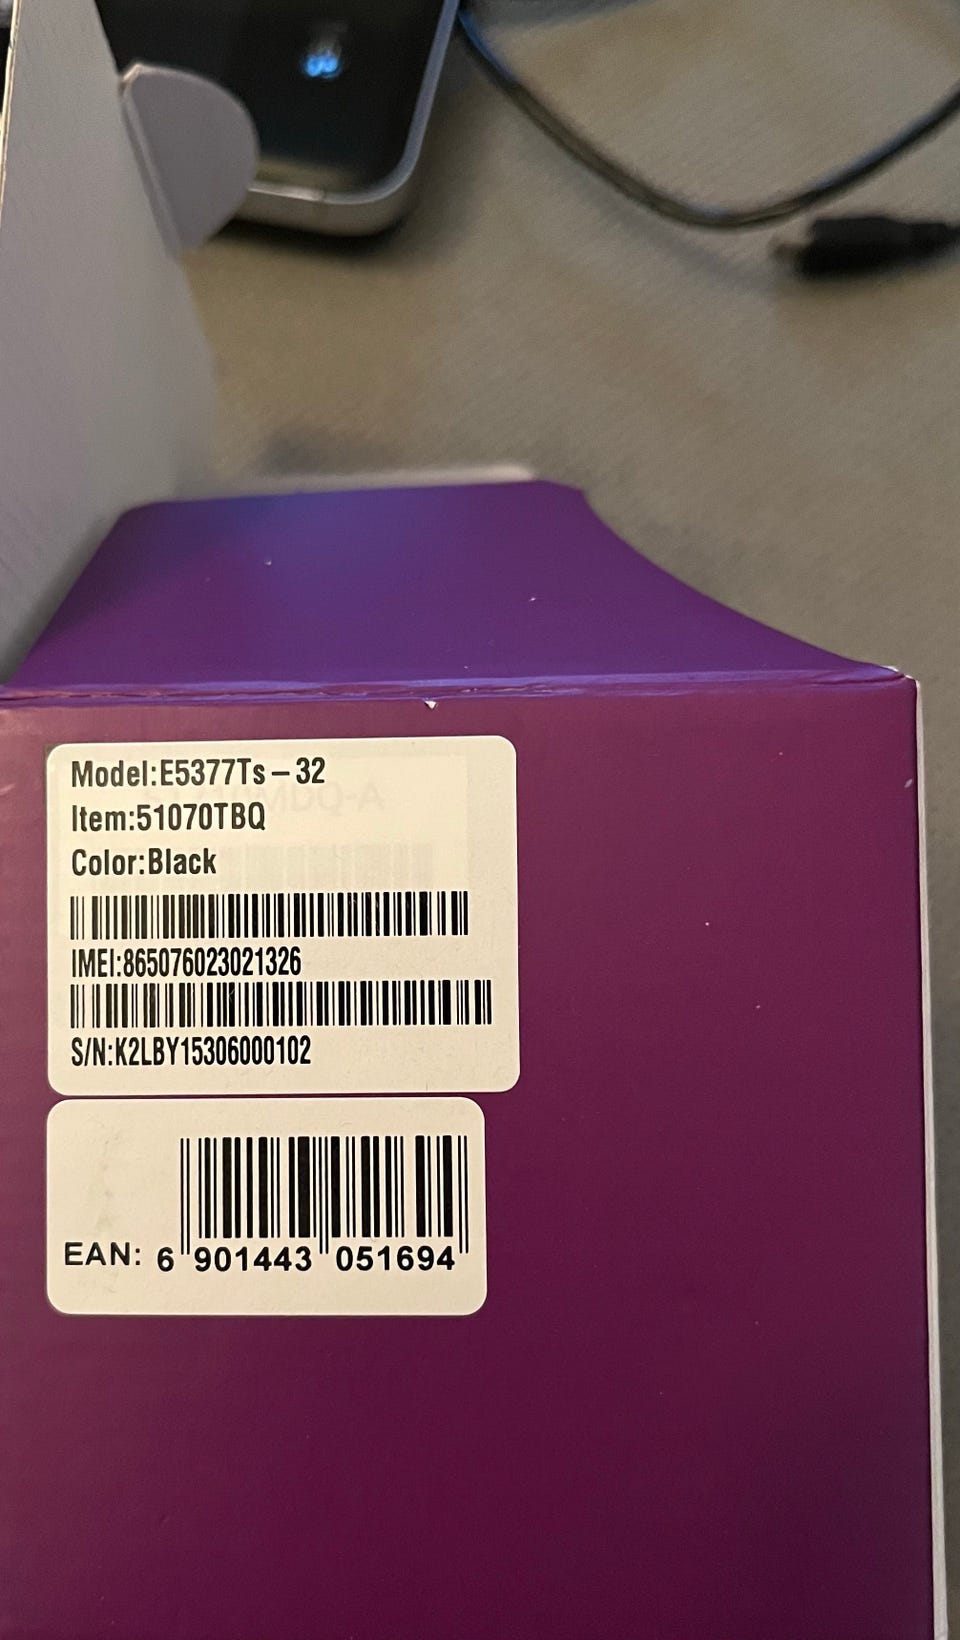 Model:E5377Ts-32
Item:51070TBQ
Color:Black
IMEI:865076023021326
S/N:K2LBY15306000102
EAN: 6 901443 051694